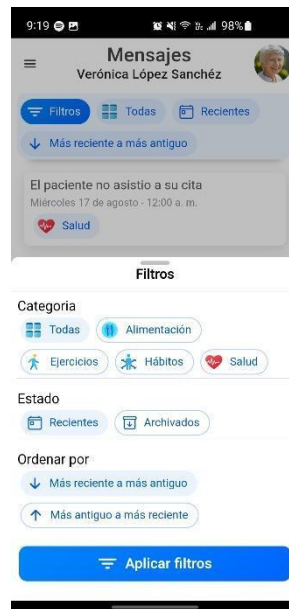 9:19 98%
Mensajes
Verónica López Sanchéz
Filtros Todas Recientes
Más reciente a más antiguo
El paciente no asistio a su cita
Miércoles 17 de agosto - 12:00 a. m.
Salud
Filtros
Categoria
Todas Alimentación
Ejercicios Hábitos Salud
Estado
Recientes Archivados
Ordenar por
Más reciente a más antiguo
Más antiguo a más reciente
Aplicar filtros